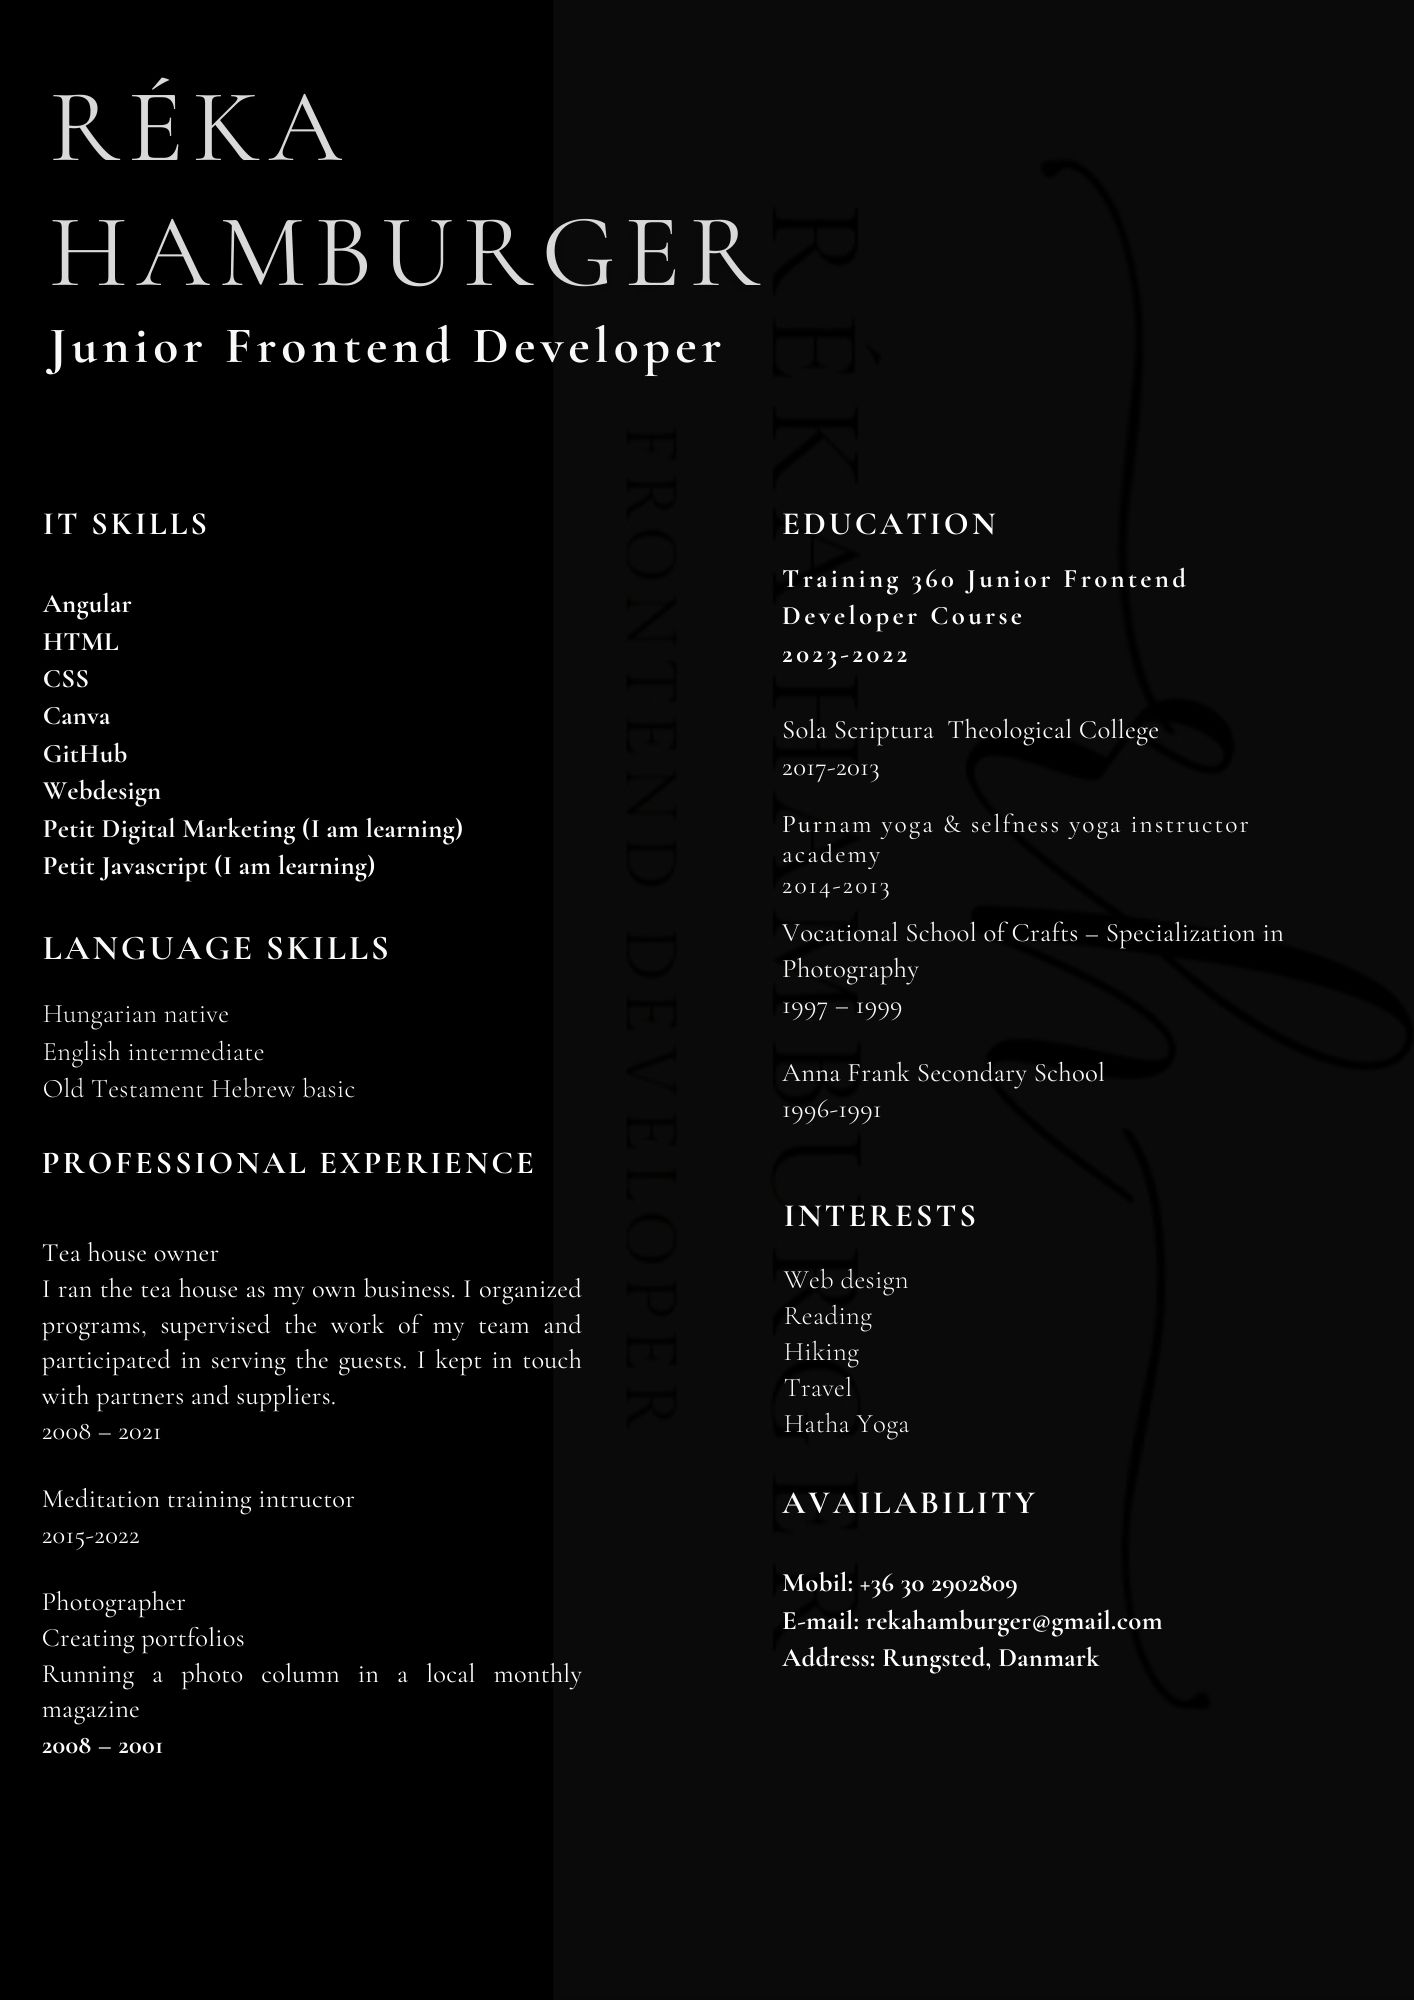 RÉKA
HAMBURGER
Junior Frontend Developer
IT SKILLS
Angular
HTML
CSS
Canva
GitHub
Webdesign
Petit Digital Marketing (I am learning)
Petit Javascript (I am learning)
LANGUAGE SKILLS
Hungarian native
English intermediate
Old Testament Hebrew basic
PROFESSIONAL EXPERIENCE
Tea house owner
I ran the tea house as my own business. I organized
programs, supervised the work of my team and
participated in serving the guests. I kept in touch
with partners and suppliers.
2008 – 2021
Meditation training intructor
2015-2022
Photographer
Creating portfolios
Running a photo column in a local monthly
magazine
2008 – 2001
EDUCATION
Training 360 Junior Frontend
Developer Course
2023-2022
Sola Scriptura Theological College
2017-2013
Purnam yoga & selfness yoga instructor
academy
2014-2013
Vocational School of Crafts – Specialization in
Photography
1997 – 1999
Anna Frank Secondary School
1996-1991
INTERESTS
Web design
Reading
Hiking
Travel
Hatha Yoga
AVAILABILITY
Mobil: +36 30 2902809
E-mail: rekahamburger@gmail.com
Address: Rungsted, Danmark
RÉKA HAMBURGER
FRONTEND DEVELOPER
rh